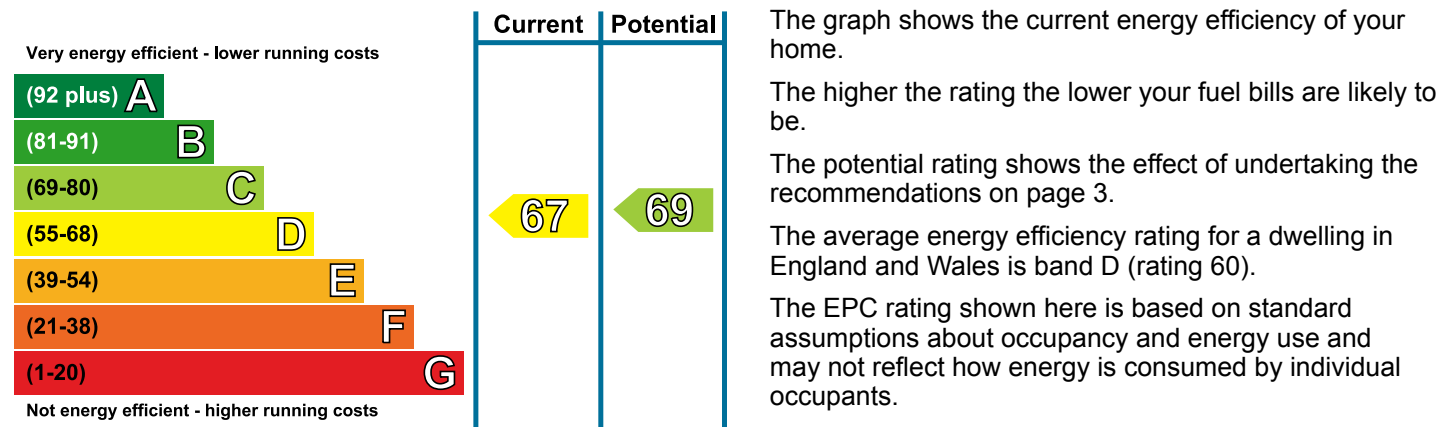 Current Potential
Very energy efficient - lower running costs
(92 plus) A
(81-91) B
(69-80) C
(55-68) D
(39-54) E
(21-38) F
(1-20) G
Not energy efficient - higher running costs
67
69
The graph shows the current energy efficiency of your
home.
The higher the rating the lower your fuel bills are likely to
be.
The potential rating shows the effect of undertaking the
recommendations on page 3.
The average energy efficiency rating for a dwelling in
England and Wales is band D (rating 60).
The EPC rating shown here is based on standard
assumptions about occupancy and energy use and
may not reflect how energy is consumed by individual
occupants.